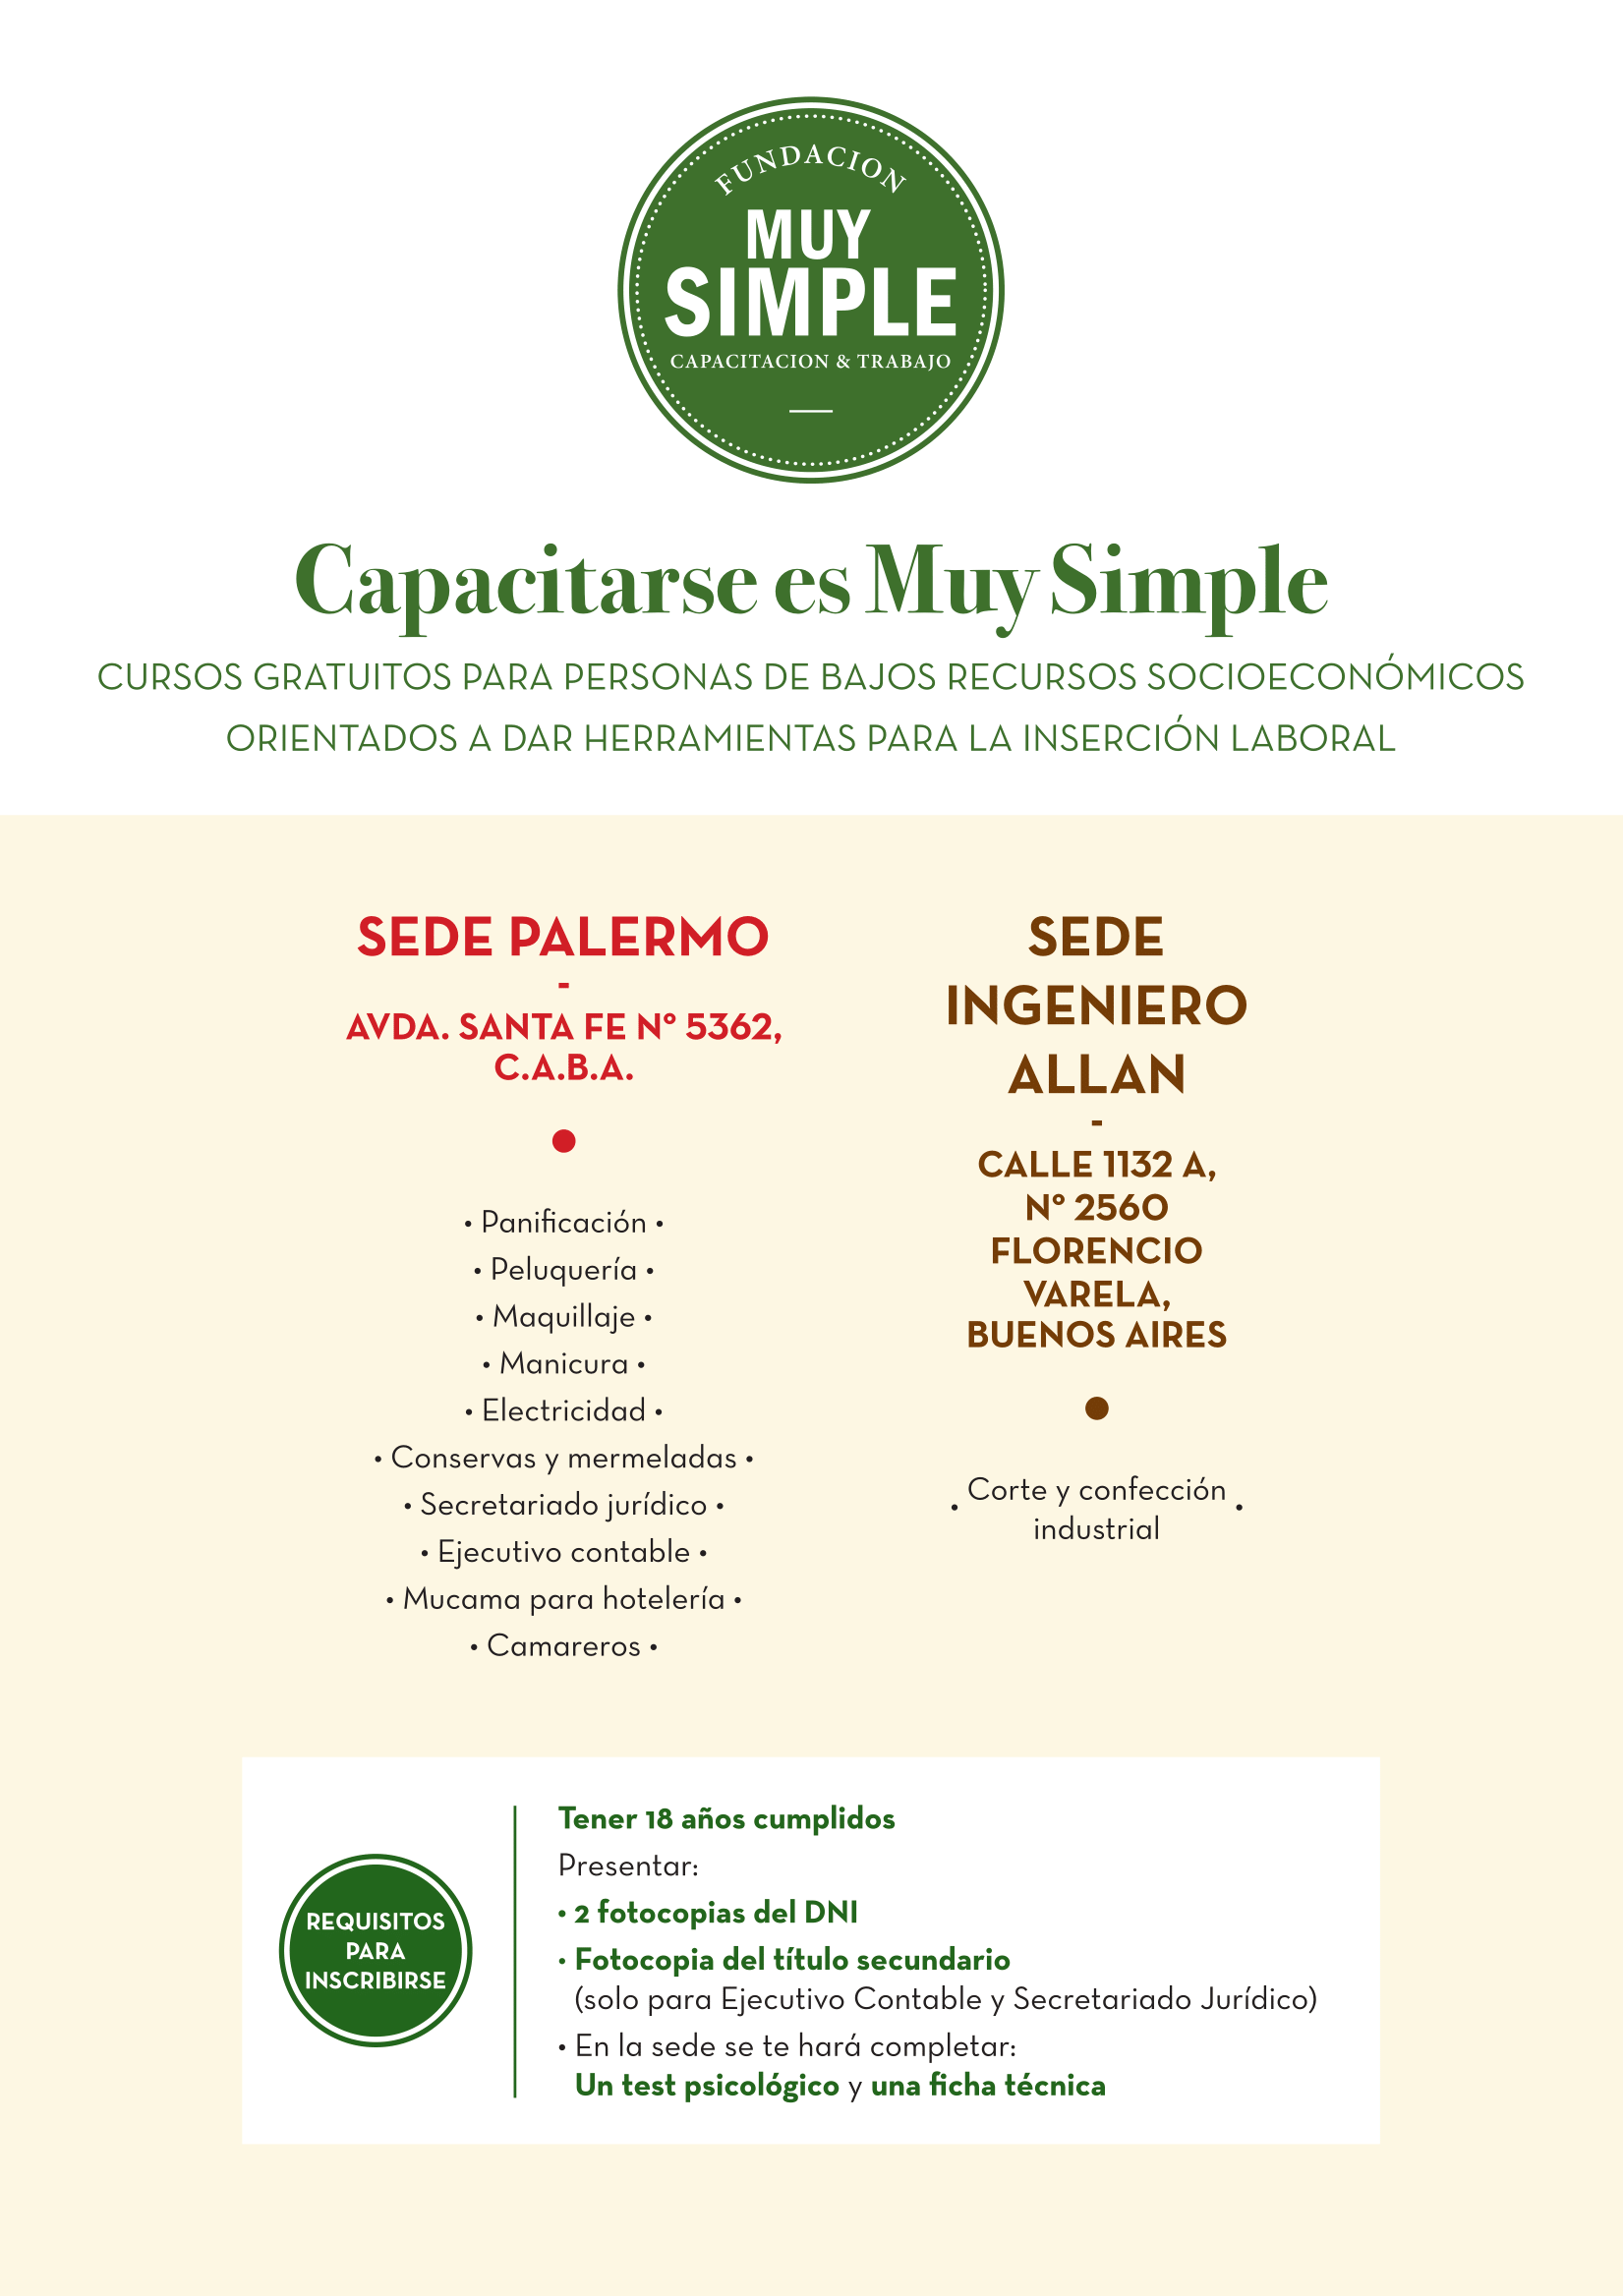 FUNDACION
MUY
SIMPLE
CAPACITACION & TRABAJO
Capacitarse es Muy Simple
CURSOS GRATUITOS PARA PERSONAS DE BAJOS RECURSOS SOCIOECONÓMICOS
ORIENTADOS A DAR HERRAMIENTAS PARA LA INSERCIÓN LABORAL
SEDE PALERMO
-
AVDA. SANTA FE Nº 5362,
C.A.B.A.
• Panificación •
• Peluquería •
• Maquillaje •
• Manicura •
• Electricidad •
• Conservas y mermeladas •
• Secretariado jurídico •
• Ejecutivo contable •
• Mucama para hotelería •
• Camareros •
SEDE
INGENIERO
ALLAN
-
CALLE 1132 A,
Nº 2560
FLORENCIO
VARELA,
BUENOS AIRES
• Corte y confección •
industrial
REQUISITOS
PARA
INSCRIBIRSE
Tener 18 años cumplidos
Presentar:
• 2 fotocopias del DNI
• Fotocopia del título secundario
(solo para Ejecutivo Contable y Secretariado Jurídico)
• En la sede se te hará completar:
Un test psicológico y una ficha técnica